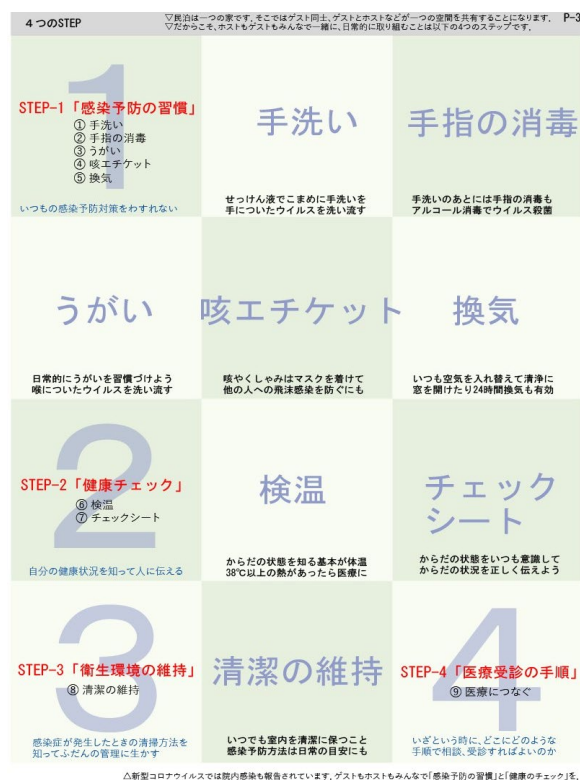 4つのSTEP
▽民泊は一つの家です。そこではゲスト同士、ゲストとホストなどが一つの空間を共有することになります。
▽だからこそ、ホストもゲストもみんなで一緒に、日常的に取り組むことは以下の4つのステップです。
P-3
1
STEP-1「感染予防の習慣」
① 手洗い
② 手指の消毒
③ うがい
④ 咳エチケット
⑤ 換気
いつもの感染予防対策をわすれない
手洗い
せっけん液でこまめに手洗いを
手についたウイルスを洗い流す
手指の消毒
手洗いのあとには手指の消毒も
アルコール消毒でウイルス殺菌
うがい
日常的にうがいを習慣づけよう
喉についたウイルスを洗い流す
咳エチケット
咳やくしゃみはマスクを着けて
他の人への飛沫感染を防ぐにも
換気
いつも空気を入れ替えて清浄に
窓を開けたり24時間換気も有効
2
STEP-2「健康チェック」
⑥ 検温
⑦ チェックシート
自分の健康状況を知って人に伝える
検温
からだの状態を知る基本が体温
38℃以上の熱があったら医療に
チェック
シート
からだの状態をいつも意識して
からだの状況を正しく伝えよう
3
STEP-3「衛生環境の維持」
⑧ 清潔の維持
感染症が発生したときの清掃方法を
知ってふだんの管理に生かす
清潔の維持
いつでも室内を清潔に保つこと
感染予防方法は日常の目安にも
4
STEP-4「医療受診の手順」
⑨ 医療につなぐ
いざという時に、どこにどのような
手順で相談、受診すればよいのか
△新型コロナウイルスでは院内感染も報告されています。ゲストもホストもみんなで「感染予防の習慣」と「健康のチェック」を、